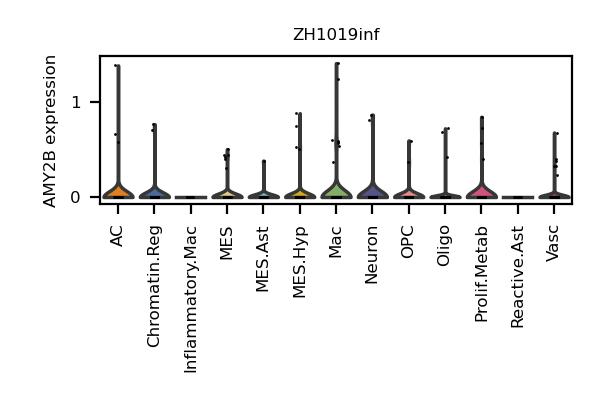 ZH1019inf
AMY2B expression
1
0
AC
Chromatin.Reg
Inflammatory.Mac
MES
MES.Ast
MES.Hyp
Mac
Neuron
OPC
Oligo
Prolif.Metab
Reactive.Ast
Vasc